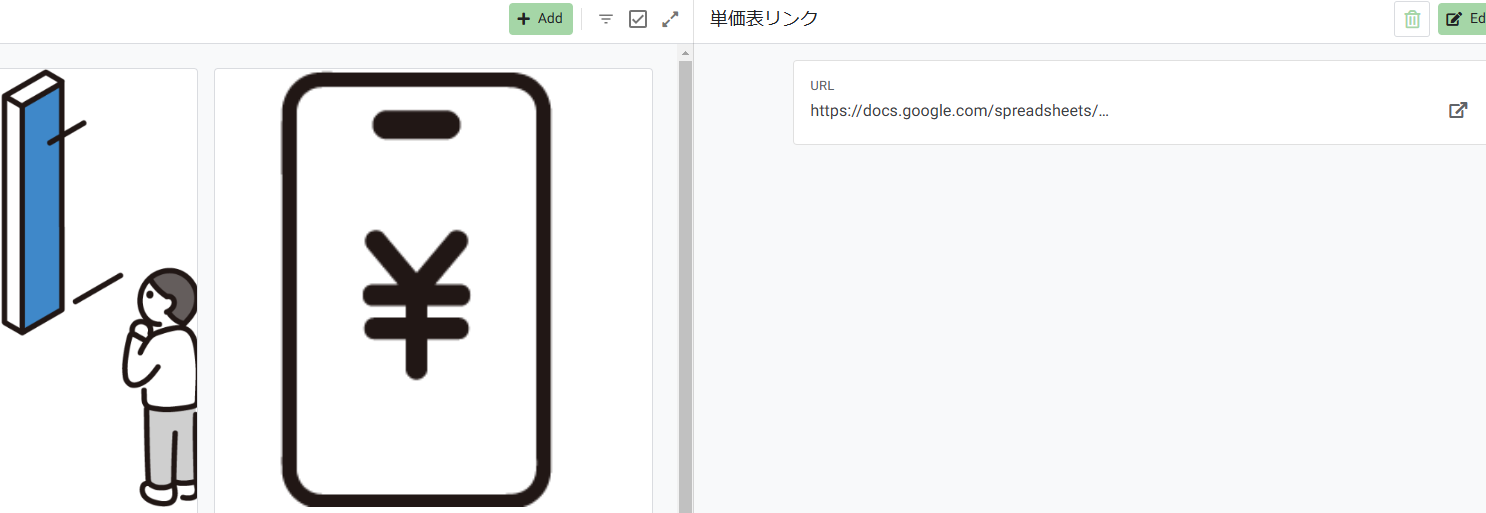 Add
単価表リンク
Ed
URL
https://docs.google.com/spreadsheets/…
¥